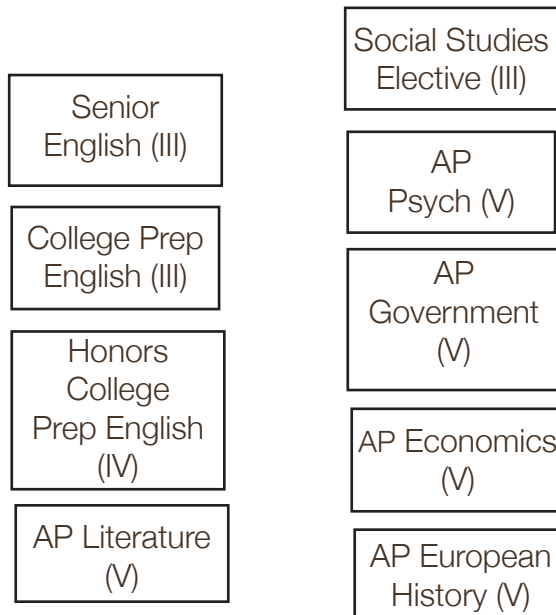 Senior
English (III)
College Prep
English (III)
Honors
College
Prep English
(IV)
AP Literature
(V)
Social Studies
Elective (III)
AP
Psych (V)
AP
Government
(V)
AP Economics
(V)
AP European
History (V)